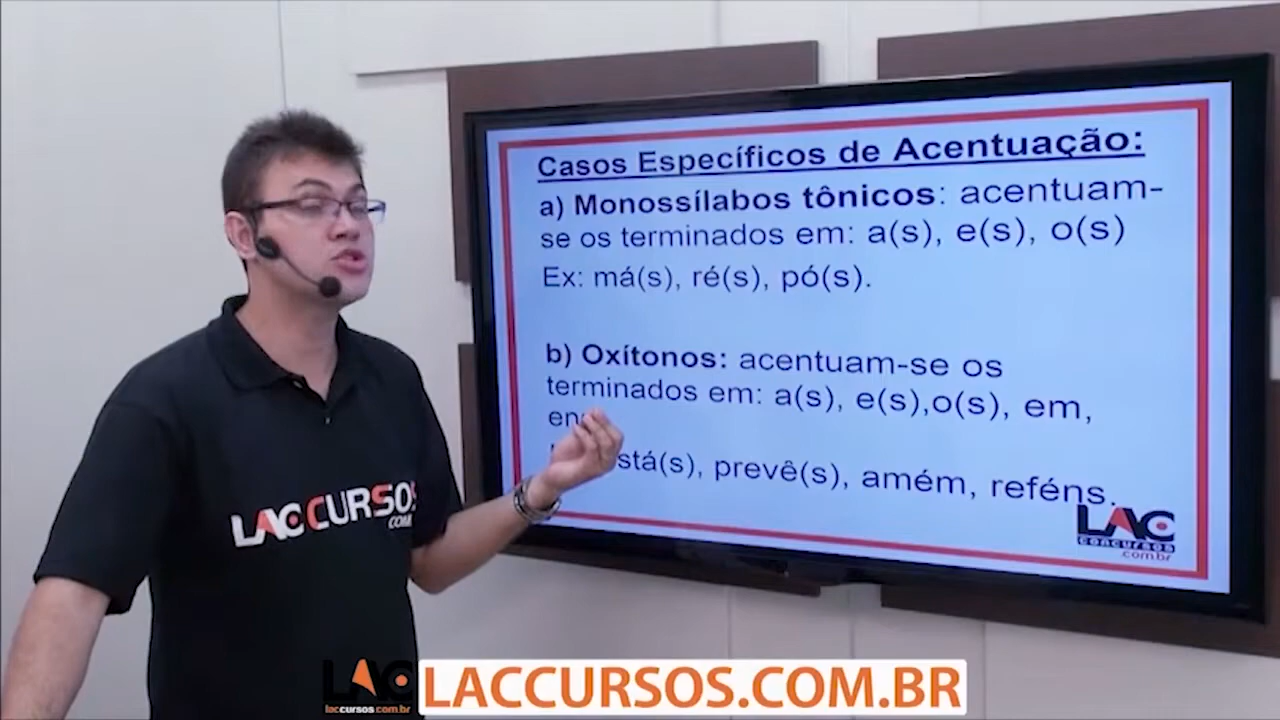 Casos Específicos de Acentuação:
a) Monossílabos tônicos: acentuam-
se os terminados em: a(s), e(s), o(s)
Ex: má(s), ré(s), pó(s).
b) Oxítonos: acentuam-se os
terminados em: a(s), e(s),o(s), em,
prevê(s), amém, reféns.
LAC
concursos
.com.br
LACCURSOS
.COM
LAC
laccursos.com.br
LACCURSOS.COM.BR